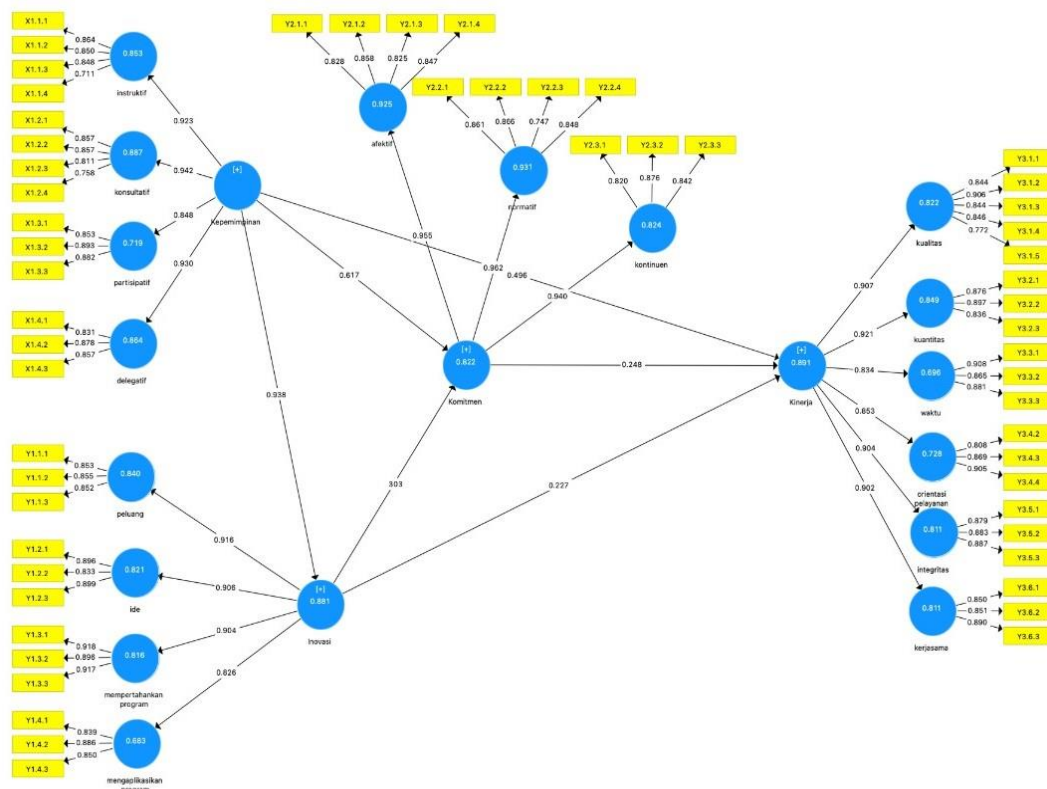 X1.1.1
X1.1.2
X1.1.3
X1.1.4
0.864
0.850
0.848
0.711
0.853
instruktif
X1.2.1
X1.2.2
X1.2.3
X1.2.4
0.857
0.857
0.811
0.758
0.887
konsultatif
X1.3.1
X1.3.2
X1.3.3
0.853
0.893
0.882
0.719
partisipatif
X1.4.1
X1.4.2
X1.4.3
0.831
0.878
0.857
0.864
delegatif
0.923
0.942
0.848
0.930
[+]
Kepemimpinan
Y2.1.1
Y2.1.2
Y2.1.3
Y2.1.4
0.828
0.858
0.825
0.847
0.925
afektif
Y2.2.1
Y2.2.2
Y2.2.3
Y2.2.4
0.861
0.866
0.747
0.848
0.931
normatif
Y2.3.1
Y2.3.2
Y2.3.3
0.820
0.876
0.842
0.824
kontinuen
0.955
0.962
0.940
0.617
0.496
0.938
[+]
0.822
Komitmen
0.248
303
0.227
Y1.1.1
Y1.1.2
Y1.1.3
0.853
0.855
0.852
0.840
peluang
Y1.2.1
Y1.2.2
Y1.2.3
0.896
0.833
0.899
0.821
ide
Y1.3.1
Y1.3.2
Y1.3.3
0.918
0.896
0.917
0.816
mempertahankan
program
Y1.4.1
Y1.4.2
Y1.4.3
0.839
0.886
0.850
0.683
mengaplikasikan
0.916
0.906
0.904
0.826
[+]
0.881
Inovasi
[+]
0.891
Kinerja
0.907
0.921
0.834
0.853
0.904
0.902
0.822
kualitas
0.844
0.906
0.844
0.846
0.772
Y3.1.1
Y3.1.2
Y3.1.3
Y3.1.4
Y3.1.5
0.849
kuantitas
0.876
0.897
0.836
Y3.2.1
Y3.2.2
Y3.2.3
0.696
waktu
0.908
0.865
0.881
Y3.3.1
Y3.3.2
Y3.3.3
0.728
orientasi
pelayanan
0.808
0.869
0.905
Y3.4.2
Y3.4.3
Y3.4.4
0.811
integritas
0.879
0.883
0.887
Y3.5.1
Y3.5.2
Y3.5.3
0.811
kerjasama
0.850
0.851
0.890
Y3.6.1
Y3.6.2
Y3.6.3